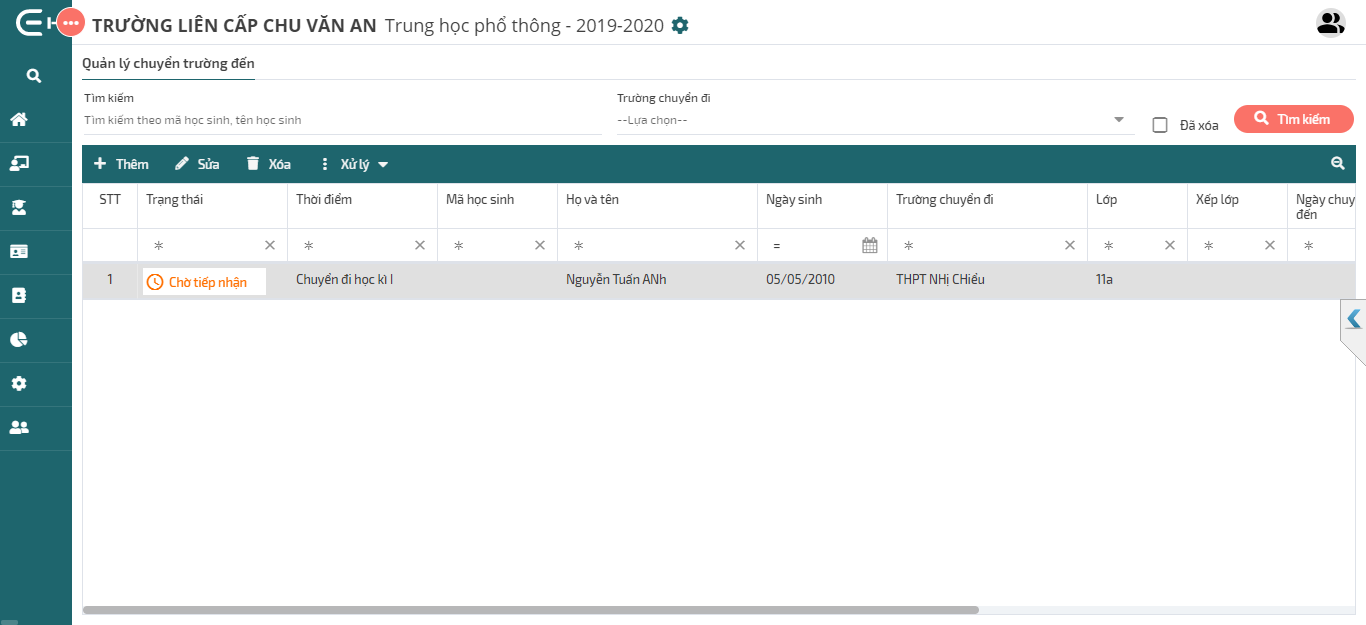 TRƯỜNG LIÊN CẤP CHU VĂN AN Trung học phổ thông - 2019-2020
Quản lý chuyển trường đến
Tìm kiếm
Trường chuyển đi
Tìm kiếm theo mã học sinh, tên học sinh
--Lựa chọn--
Đã xóa
Tìm kiếm
Thêm Sửa Xóa Xử lý
STT Trạng thái Thời điểm Mã học sinh Họ và tên Ngày sinh Trường chuyển đi Lớp Xếp lớp Ngày chuy
đến
* * * * = * * * *
1 Chờ tiếp nhận Chuyển đi học kì I Nguyễn Tuấn ANh 05/05/2010 THPT NHị CHiểu 11a